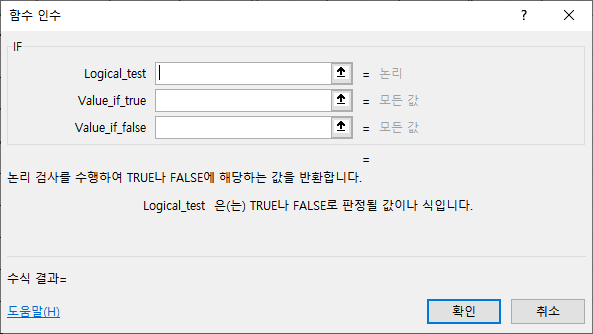 함수 인수
? ×
IF
Logical_test = 논리
Value_if_true = 모든 값
Value_if_false = 모든 값
=
논리 검사를 수행하여 TRUE나 FALSE에 해당하는 값을 반환합니다.
Logical_test 은(는) TRUE나 FALSE로 판정될 값이나 식입니다.
수식 결과=
도움말(H)
확인
취소